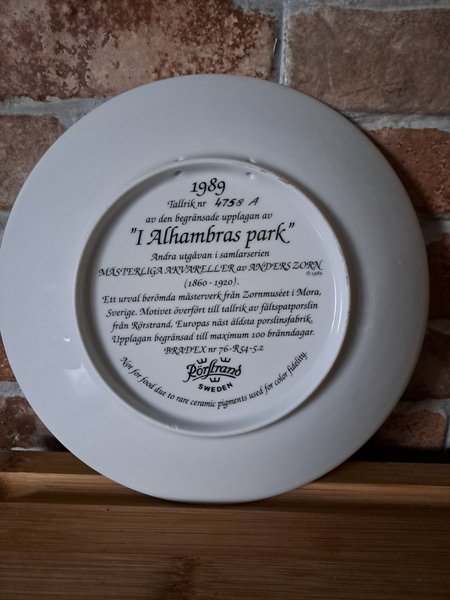 1989
Tallrik nr 4758 A
av den begränsade upplagan av
"I Alhambras park"
Andra utgåvan i samlarserien
MÄSTERLIGA AKVARELLER av ANDERS ZORN
© 1989
(1860 - 1920).
Ett urval berömda mästerverk från Zornmuséet i Mora,
Sverige. Motivet överfört till tallrik av fältspatporslin
från Rörstrand, Europas näst äldsta porslinsfabrik.
Upplagan begränsad till maximum 100 bränndagar.
BRADEX nr 76-R54-5.2
Rörstrand
SWEDEN
Not for food due to rare ceramic pigments used for color fidelity.